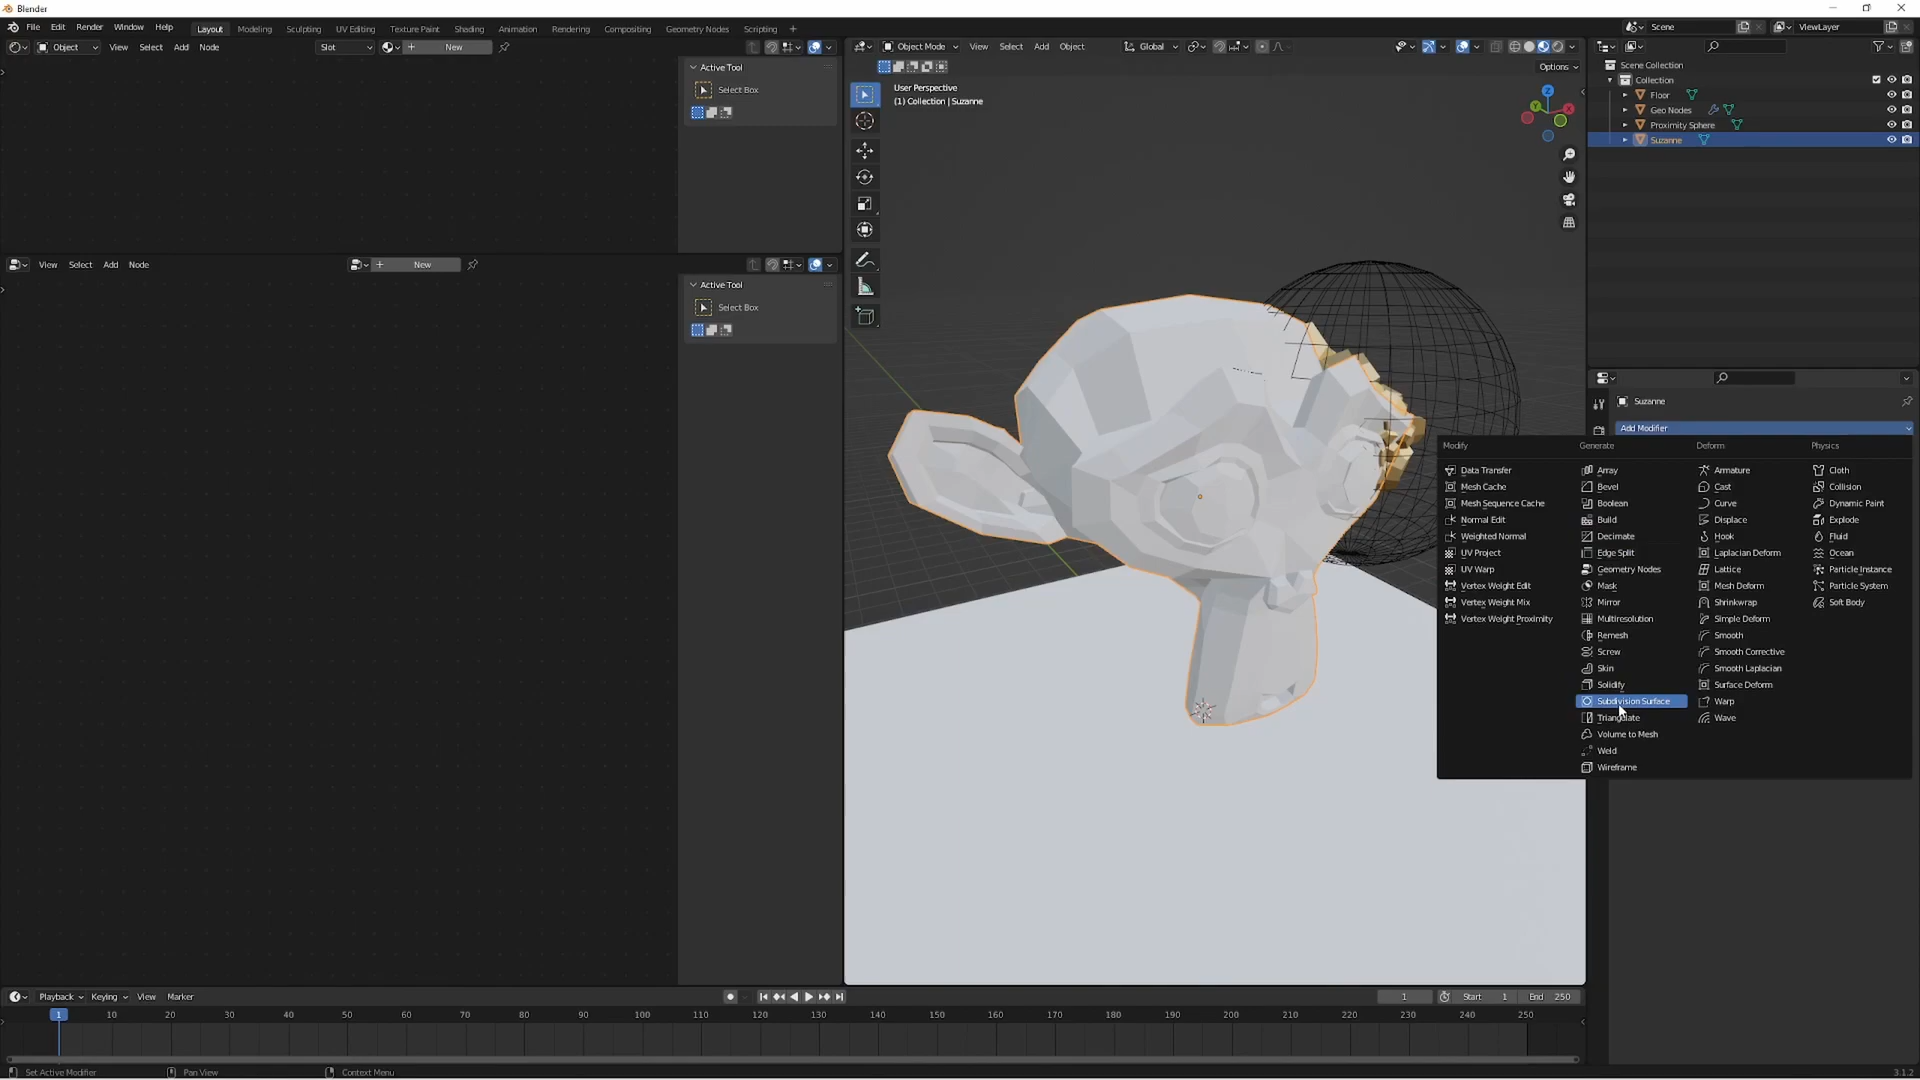 Blender
File Edit Render Window Help Layout Modeling Sculpting UV Editing Texture Paint Shading Animation Rendering Compositing Geometry Nodes Scripting + Scene ViewLayer
Object View Select Add Node Slot + New
Object Mode View Select Add Object Global
Options
Active Tool
Select Box
User Perspective
(1) Collection | Suzanne
Z
X
Y
Scene Collection
Collection
Floor
Geo Nodes
Proximity Sphere
Suzanne
View Select Add Node + New
Active Tool
Select Box
Suzanne
Add Modifier
Modify Generate Deform Physics
Data Transfer Array Armature Cloth
Mesh Cache Bevel Cast Collision
Mesh Sequence Cache Boolean Curve Dynamic Paint
Normal Edit Build Displace Explode
Weighted Normal Decimate Hook Fluid
UV Project Edge Split Laplacian Deform Ocean
UV Warp Geometry Nodes Lattice Particle Instance
Vertex Weight Edit Mask Mesh Deform Particle System
Vertex Weight Mix Mirror Shrinkwrap Soft Body
Vertex Weight Proximity Multiresolution Simple Deform
Remesh Smooth
Screw Smooth Corrective
Skin Smooth Laplacian
Solidify Surface Deform
Subdivision Surface Warp
Triangulate Wave
Volume to Mesh
Weld
Wireframe
Playback Keying View Marker 1 Start 1 End 250
1 10 20 30 40 50 60 70 80 90 100 110 120 130 140 150 160 170 180 190 200 210 220 230 240 250
Set Active Modifier Pan View Context Menu 3.1.2